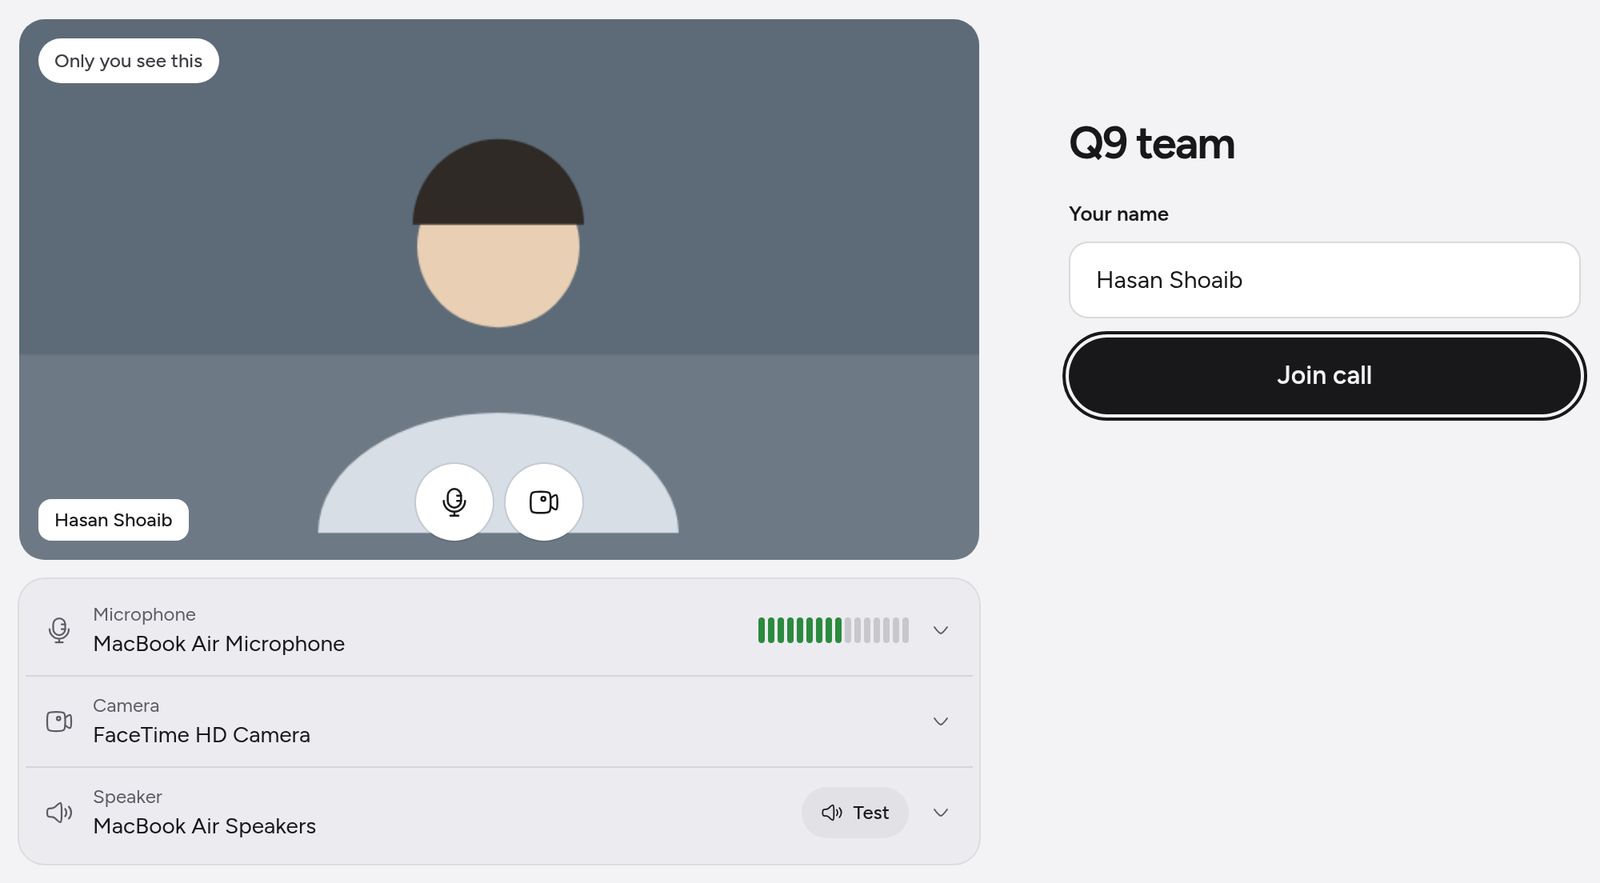 Only you see this
Hasan Shoaib
Microphone
MacBook Air Microphone
Camera
FaceTime HD Camera
Speaker
MacBook Air Speakers
Test
Q9 team
Your name
Hasan Shoaib
Join call